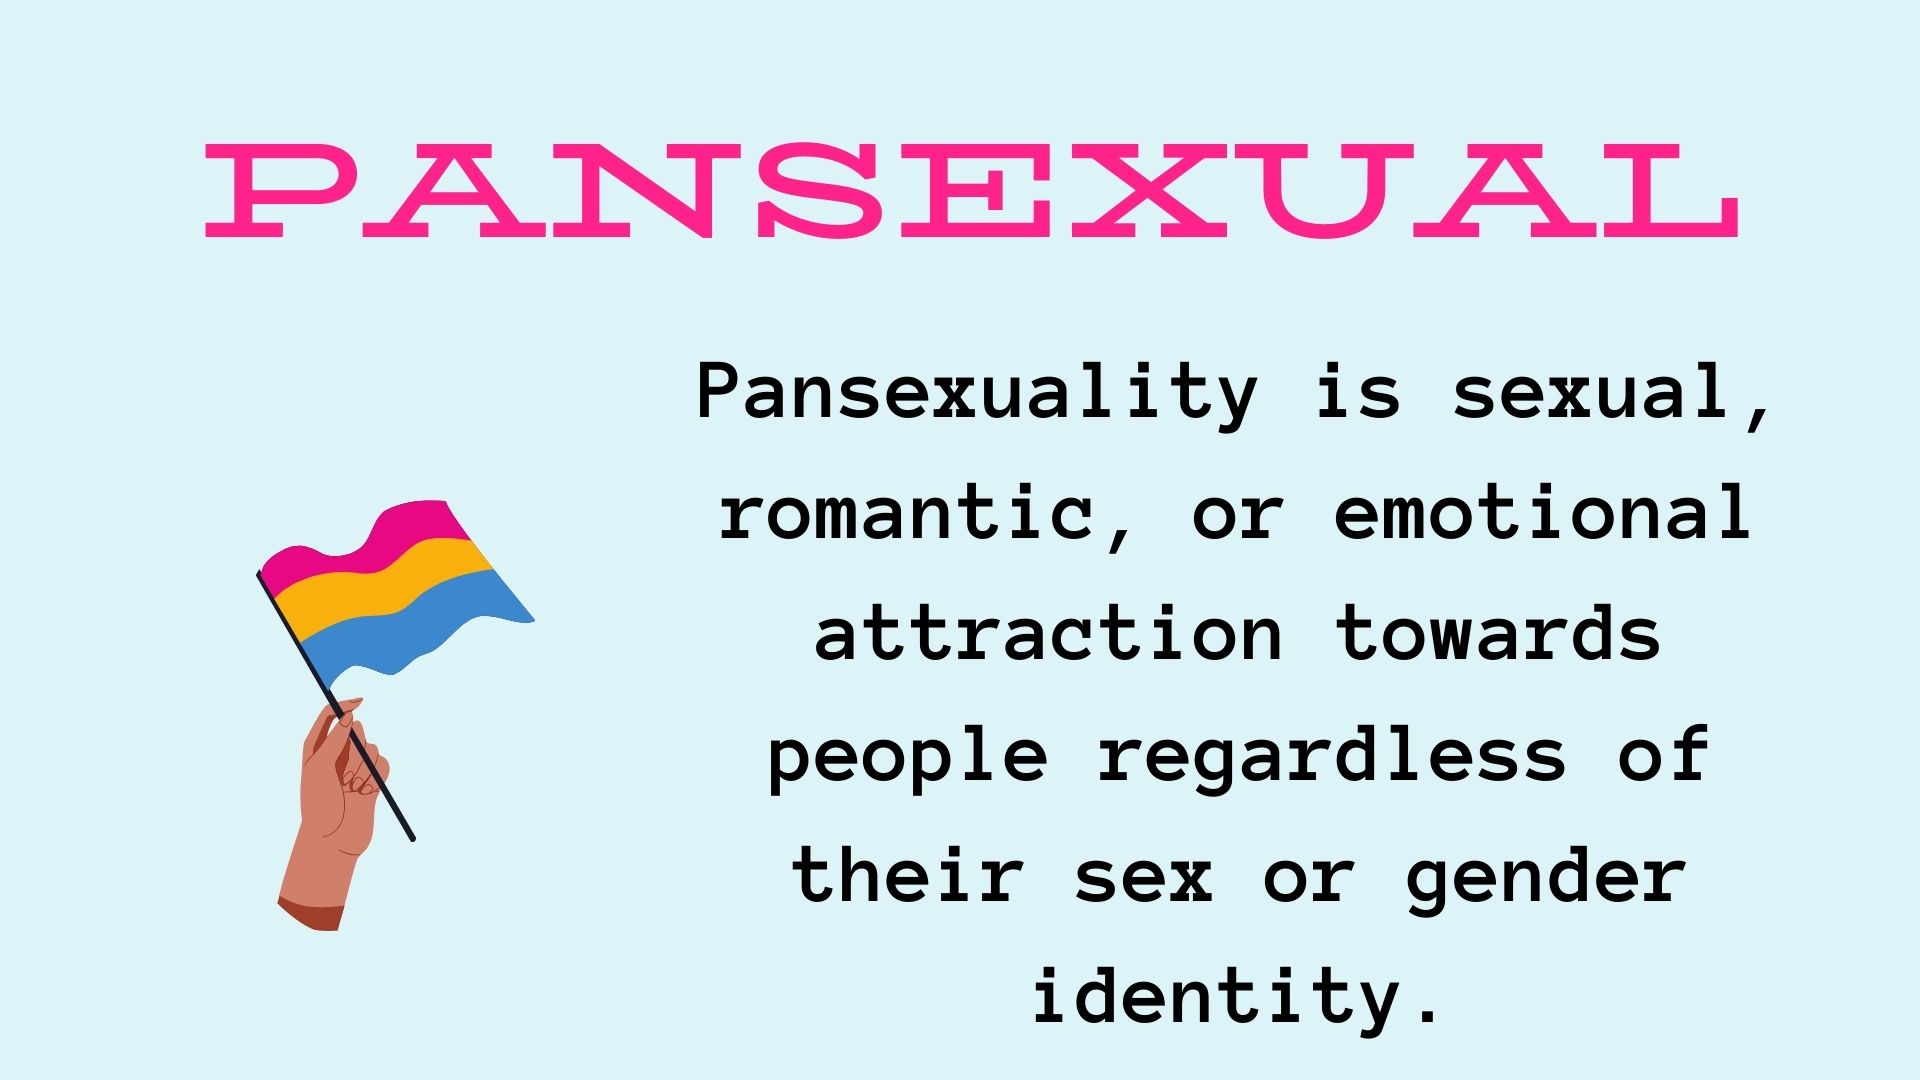 PANSEXUAL
Pansexuality is sexual,
romantic, or emotional
attraction towards
people regardless of
their sex or gender
identity.